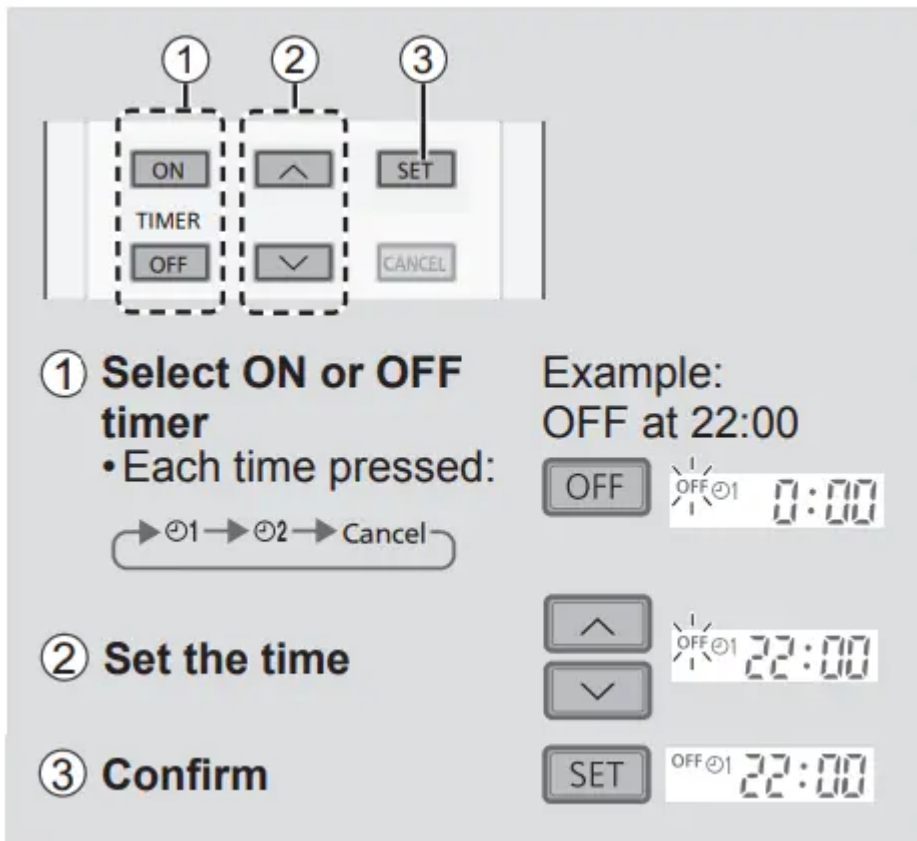 ① ② ③
ON SET
TIMER
OFF CANCEL
① Select ON or OFF
timer
• Each time pressed:
⏲1 → ⏲2 → Cancel
Example:
OFF at 22:00
OFF OFF⏲1 0:00
② Set the time
OFF⏲1 22:00
③ Confirm
SET OFF⏲1 22:00